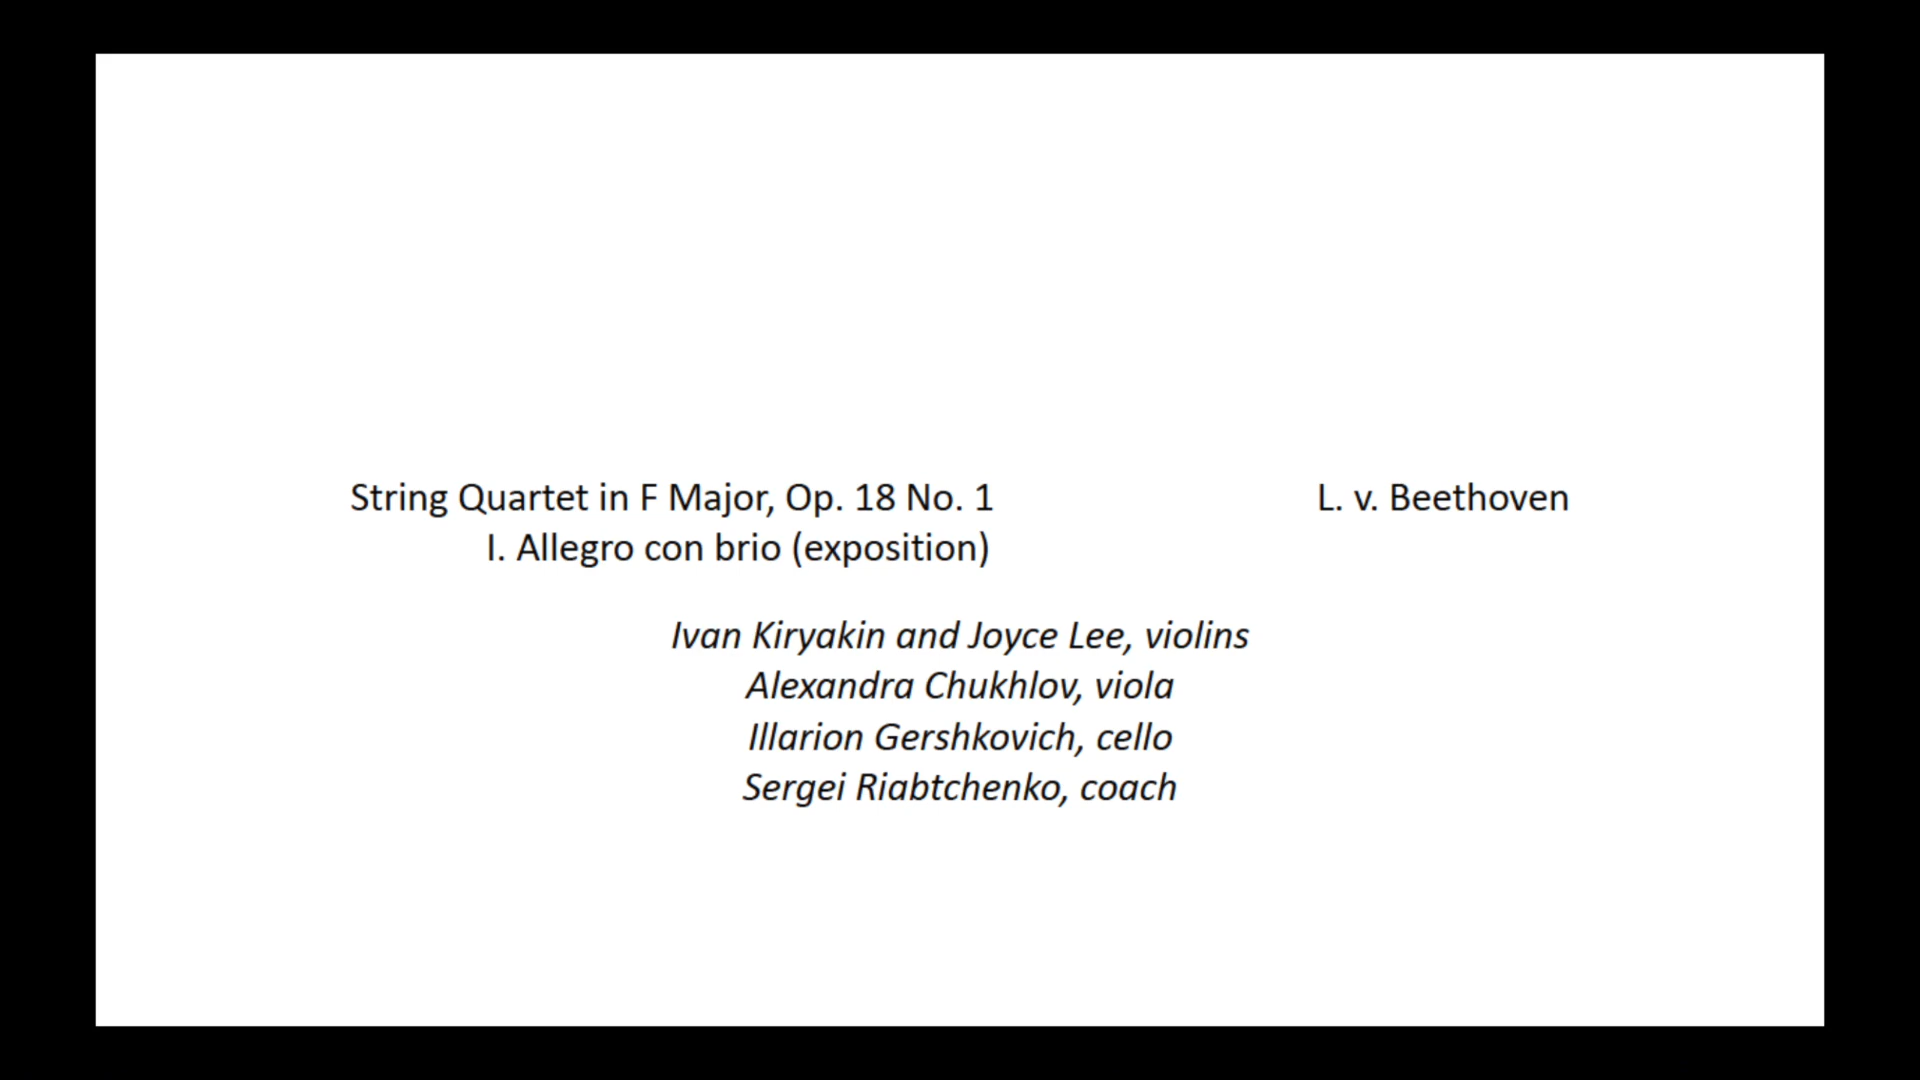 String Quartet in F Major, Op. 18 No. 1 L. v. Beethoven
I. Allegro con brio (exposition)
Ivan Kiryakin and Joyce Lee, violins
Alexandra Chukhlov, viola
Illarion Gershkovich, cello
Sergei Riabtchenko, coach